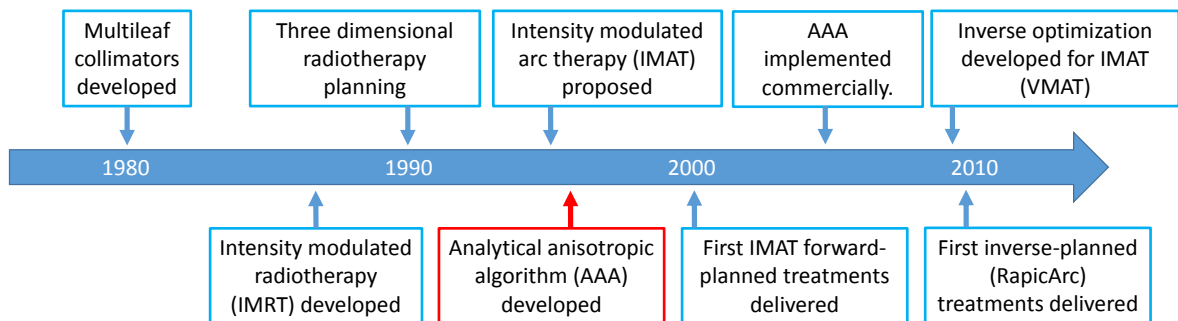 Multileaf
collimators
developed
Three dimensional
radiotherapy
planning
Intensity modulated
arc therapy (IMAT)
proposed
AAA
implemented
commercially.
Inverse optimization
developed for IMAT
(VMAT)
1980
1990
2000
2010
Intensity modulated
radiotherapy
(IMRT) developed
Analytical anisotropic
algorithm (AAA)
developed
First IMAT forward-
planned treatments
delivered
First inverse-planned
(RapicArc)
treatments delivered